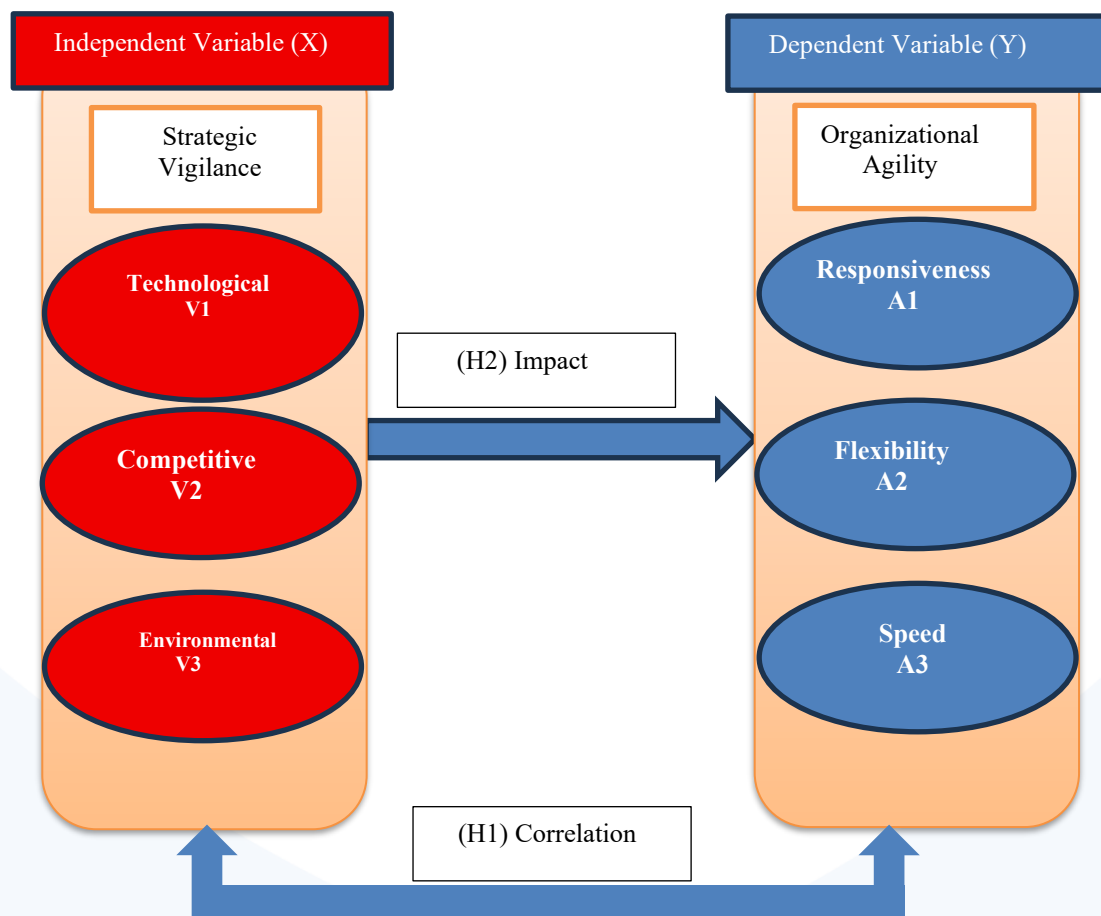 Independent Variable (X)
Strategic
Vigilance
Technological
V1
Competitive
V2
Environmental
V3
(H2) Impact
(H1) Correlation
Dependent Variable (Y)
Organizational
Agility
Responsiveness
A1
Flexibility
A2
Speed
A3